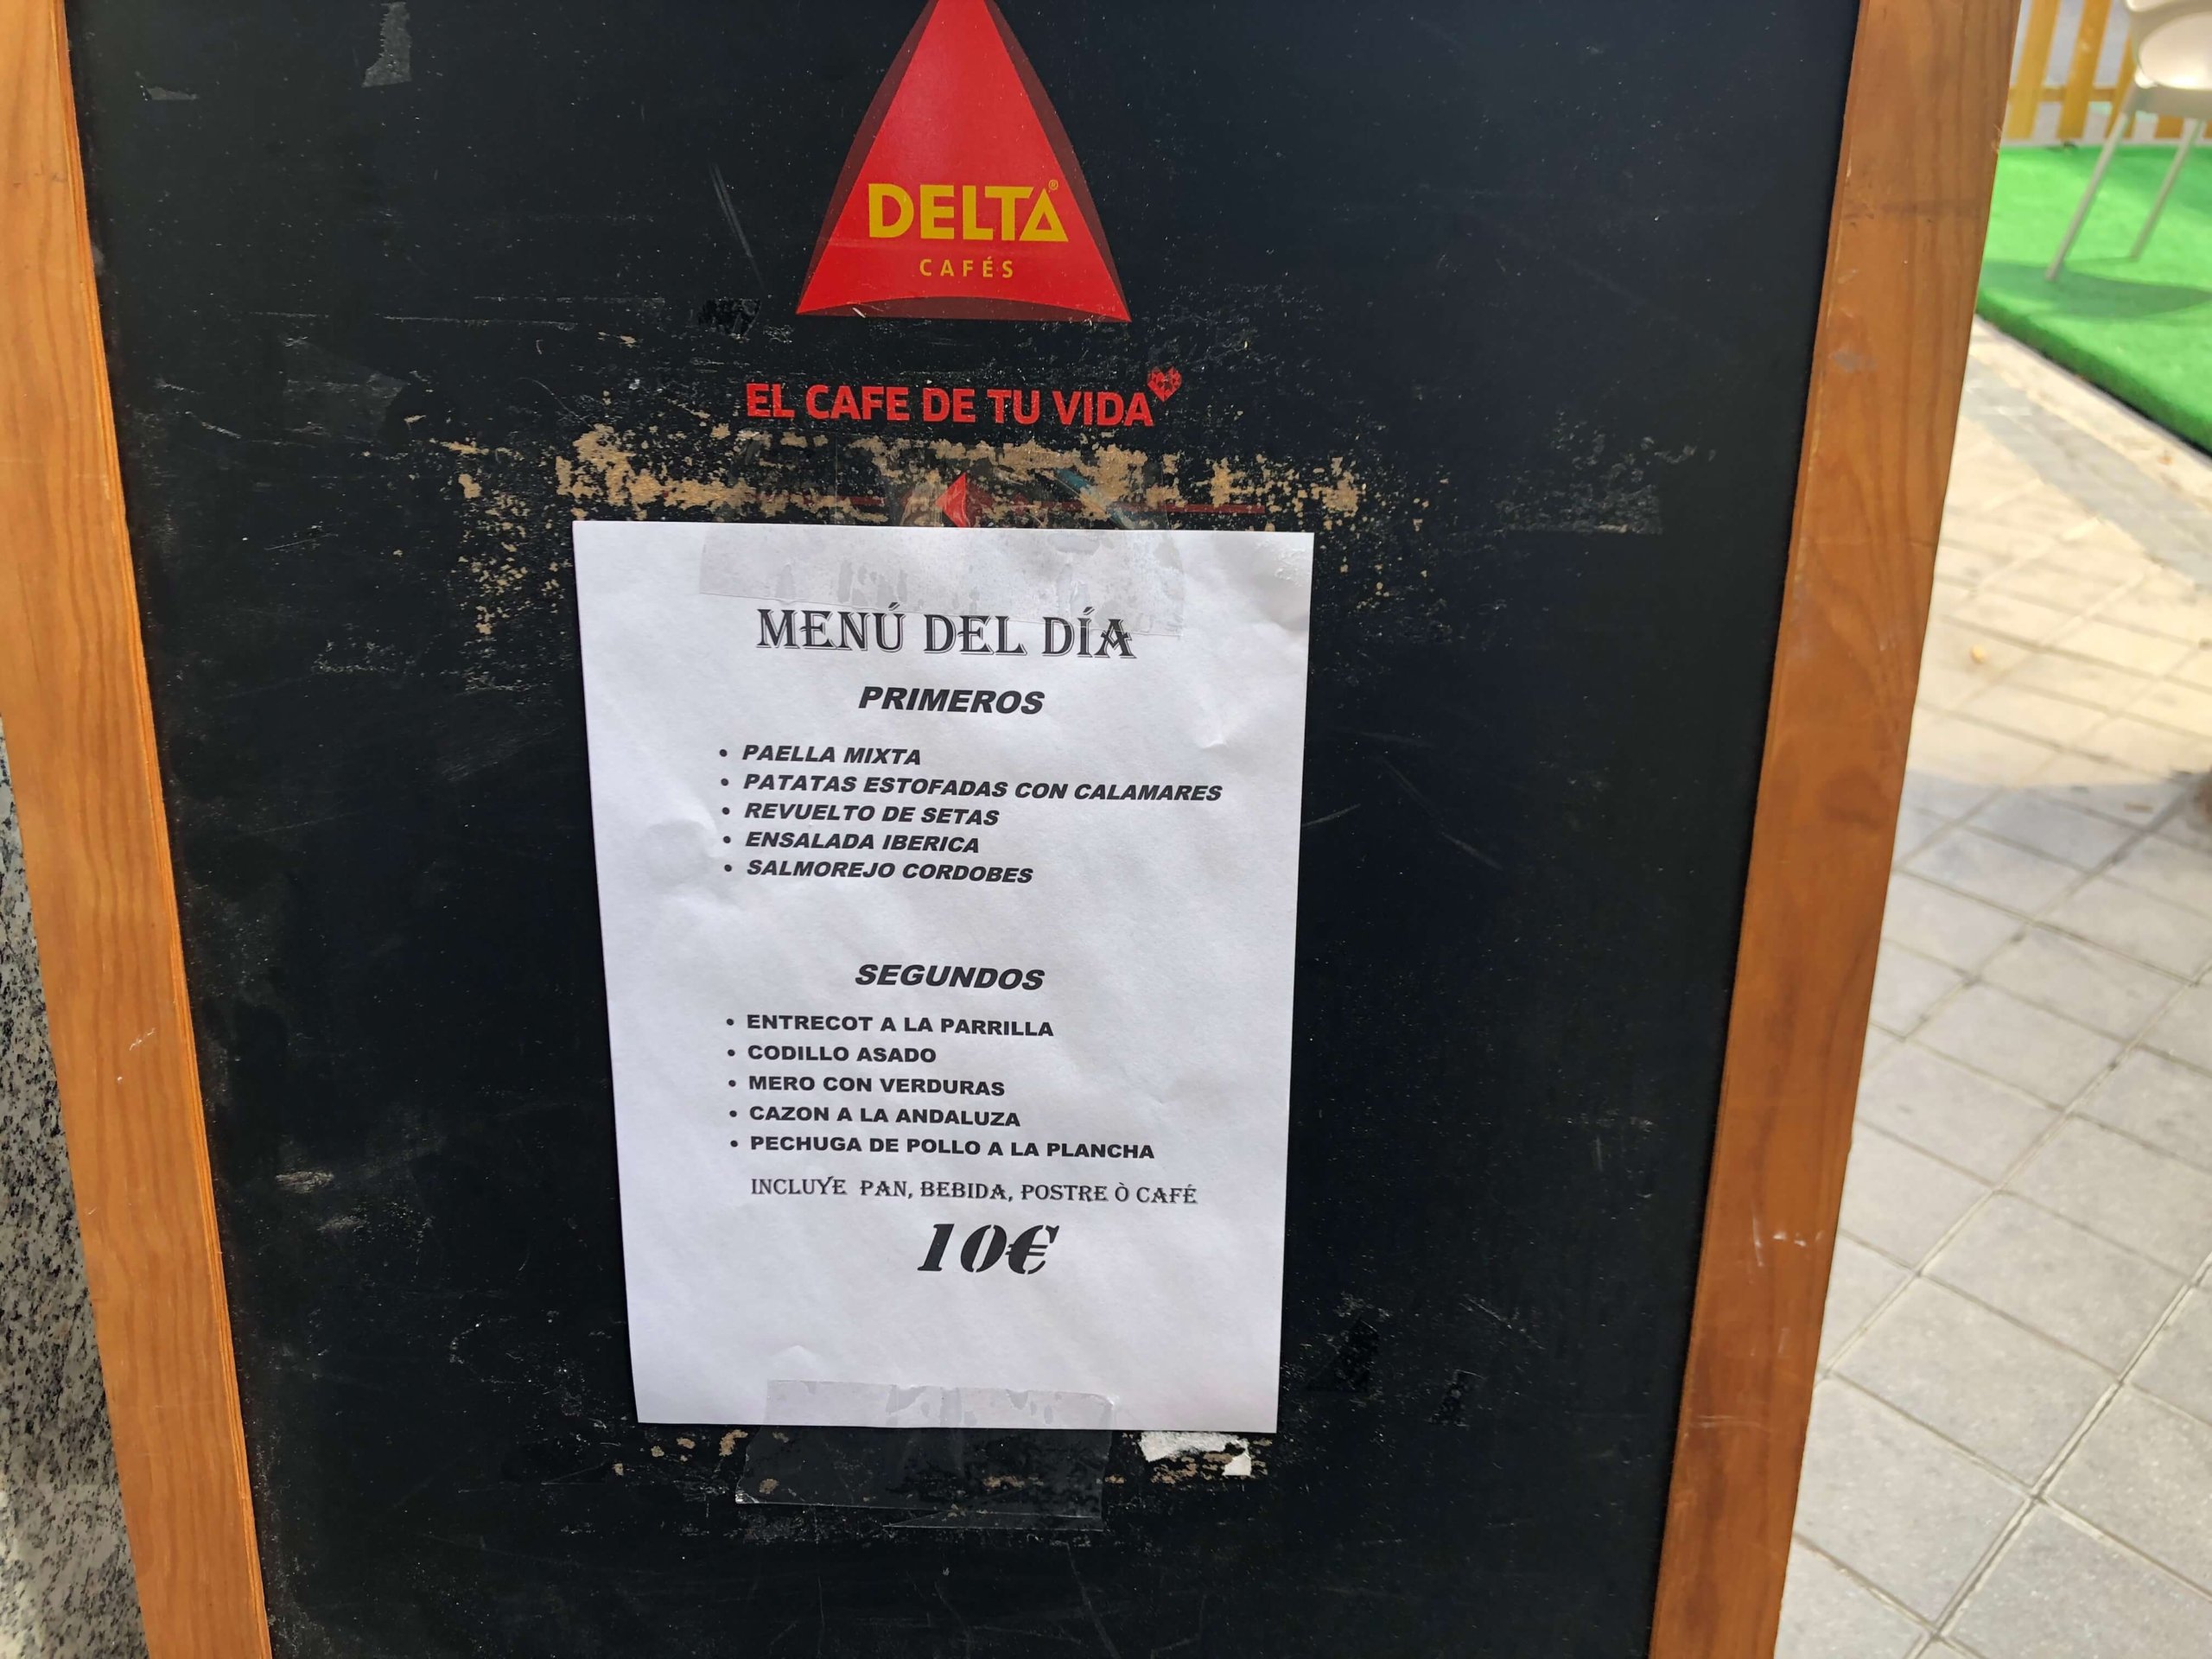 DELTA®
CAFÉS
EL CAFE DE TU VIDA
MENÚ DEL DÍA
PRIMEROS
• PAELLA MIXTA
• PATATAS ESTOFADAS CON CALAMARES
• REVUELTO DE SETAS
• ENSALADA IBERICA
• SALMOREJO CORDOBES
SEGUNDOS
• ENTRECOT A LA PARRILLA
• CODILLO ASADO
• MERO CON VERDURAS
• CAZON A LA ANDALUZA
• PECHUGA DE POLLO A LA PLANCHA
INCLUYE PAN, BEBIDA, POSTRE Ò CAFÉ
10€